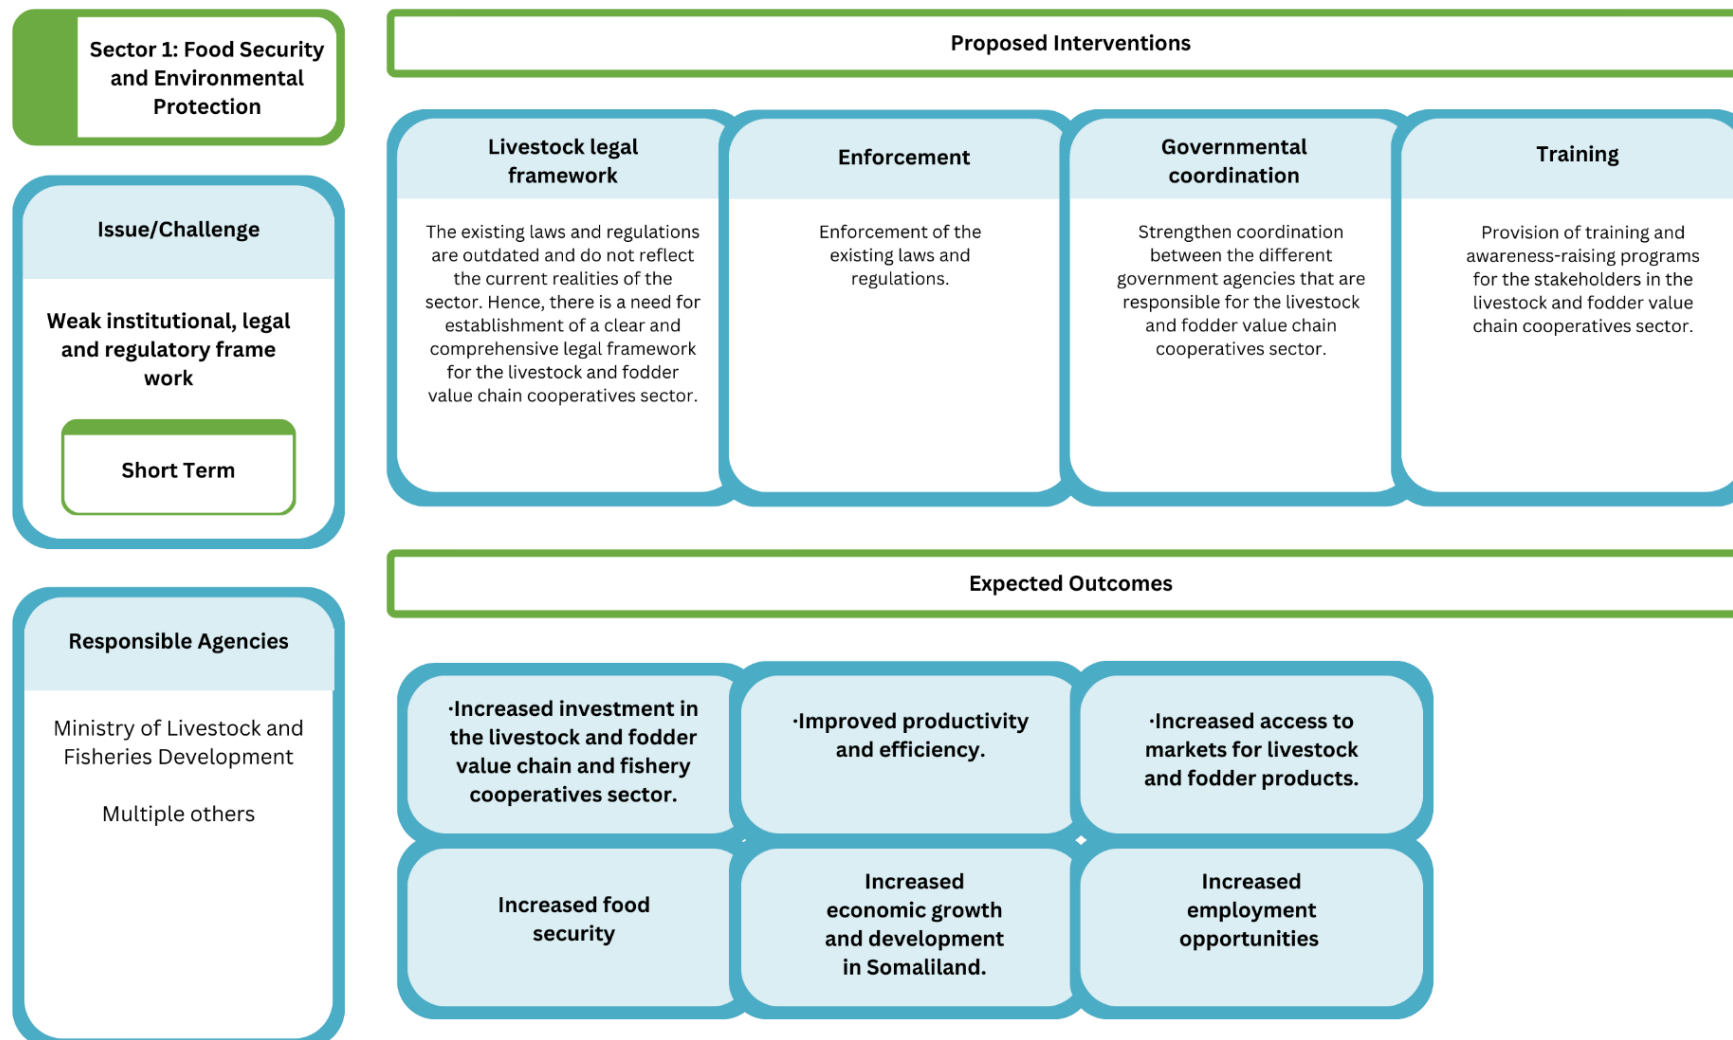 Sector 1: Food Security
and Environmental
Protection
Issue/Challenge
Weak institutional, legal
and regulatory frame
work
Short Term
Responsible Agencies
Ministry of Livestock and
Fisheries Development
Multiple others
Proposed Interventions
Livestock legal
framework
The existing laws and regulations
are outdated and do not reflect
the current realities of the
sector. Hence, there is a need for
establishment of a clear and
comprehensive legal framework
for the livestock and fodder
value chain cooperatives sector.
Enforcement
Enforcement of the
existing laws and
regulations.
Governmental
coordination
Strengthen coordination
between the different
government agencies that are
responsible for the livestock
and fodder value chain
cooperatives sector.
Training
Provision of training and
awareness-raising programs
for the stakeholders in the
livestock and fodder value
chain cooperatives sector.
Expected Outcomes
·Increased investment in
the livestock and fodder
value chain and fishery
cooperatives sector.
·Improved productivity
and efficiency.
·Increased access to
markets for livestock
and fodder products.
Increased food
security
Increased
economic growth
and development
in Somaliland.
Increased
employment
opportunities